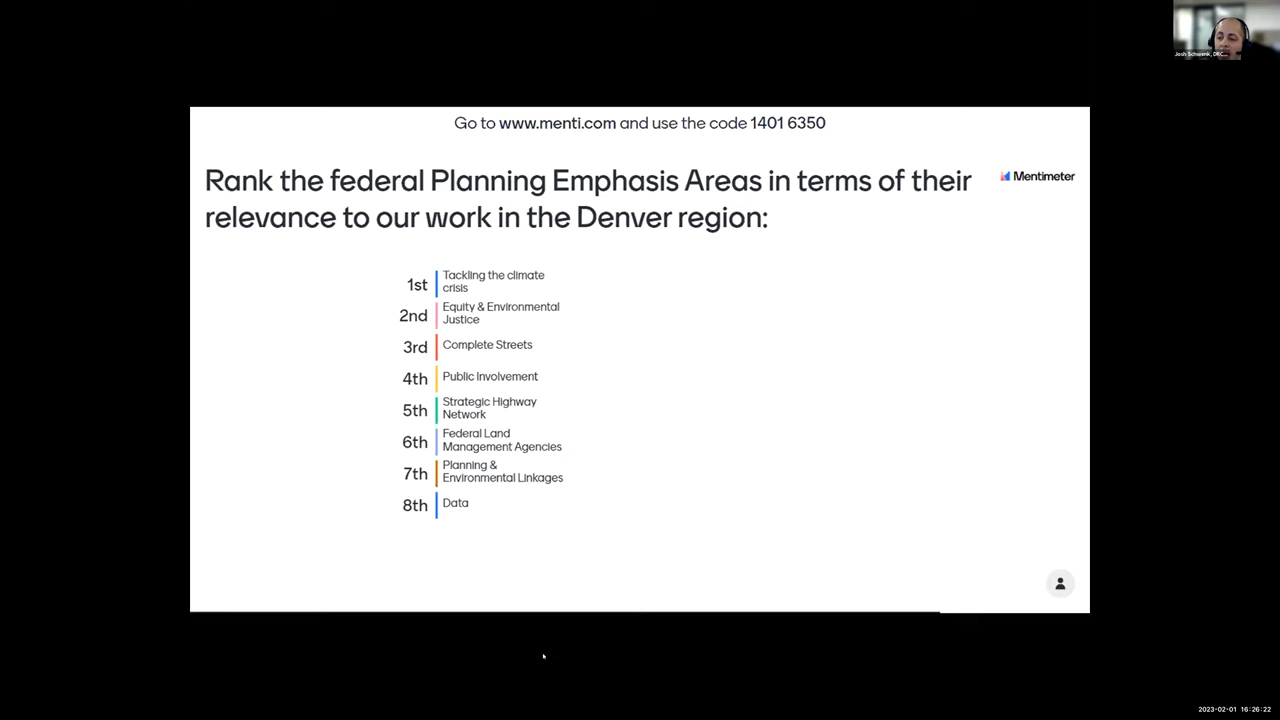 Josh Schwenk, DRC...
Go to www.menti.com and use the code 1401 6350
Rank the federal Planning Emphasis Areas in terms of their
relevance to our work in the Denver region:
Mentimeter
1st
Tackling the climate
crisis
2nd
Equity & Environmental
Justice
3rd
Complete Streets
4th
Public Involvement
5th
Strategic Highway
Network
6th
Federal Land
Management Agencies
7th
Planning &
Environmental Linkages
8th
Data
2023-02-01 16:26:22